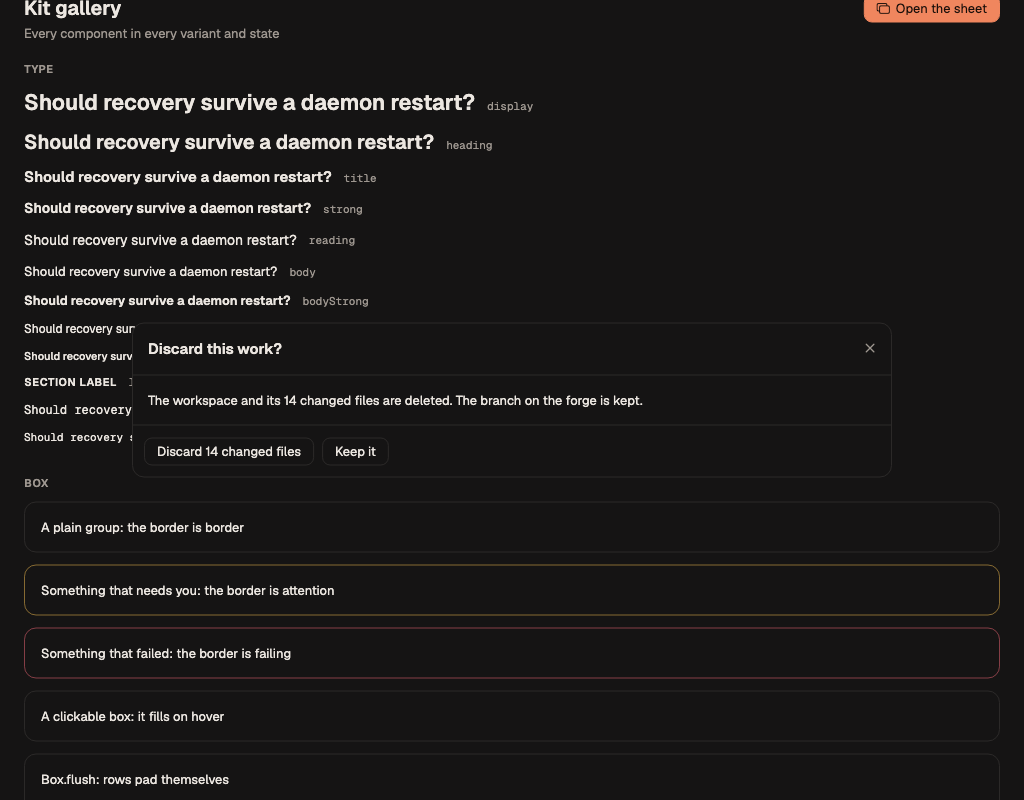 Kit gallery
Open the sheet
Every component in every variant and state
TYPE
Should recovery survive a daemon restart? display
Should recovery survive a daemon restart? heading
Should recovery survive a daemon restart? title
Should recovery survive a daemon restart? strong
Should recovery survive a daemon restart? reading
Should recovery survive a daemon restart? body
Should recovery survive a daemon restart? bodyStrong
Should recovery
Should recovery
SECTION LABEL
Should recovery
Should recovery
Discard this work?
The workspace and its 14 changed files are deleted. The branch on the forge is kept.
Discard 14 changed files
Keep it
BOX
A plain group: the border is border
Something that needs you: the border is attention
Something that failed: the border is failing
A clickable box: it fills on hover
Box.flush: rows pad themselves